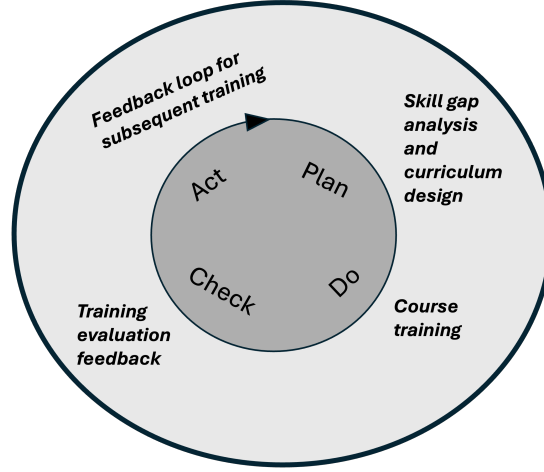 Feedback loop for
subsequent training
Skill gap
analysis
and
curriculum
design
Act
Plan
Check
Do
Training
evaluation
feedback
Course
training